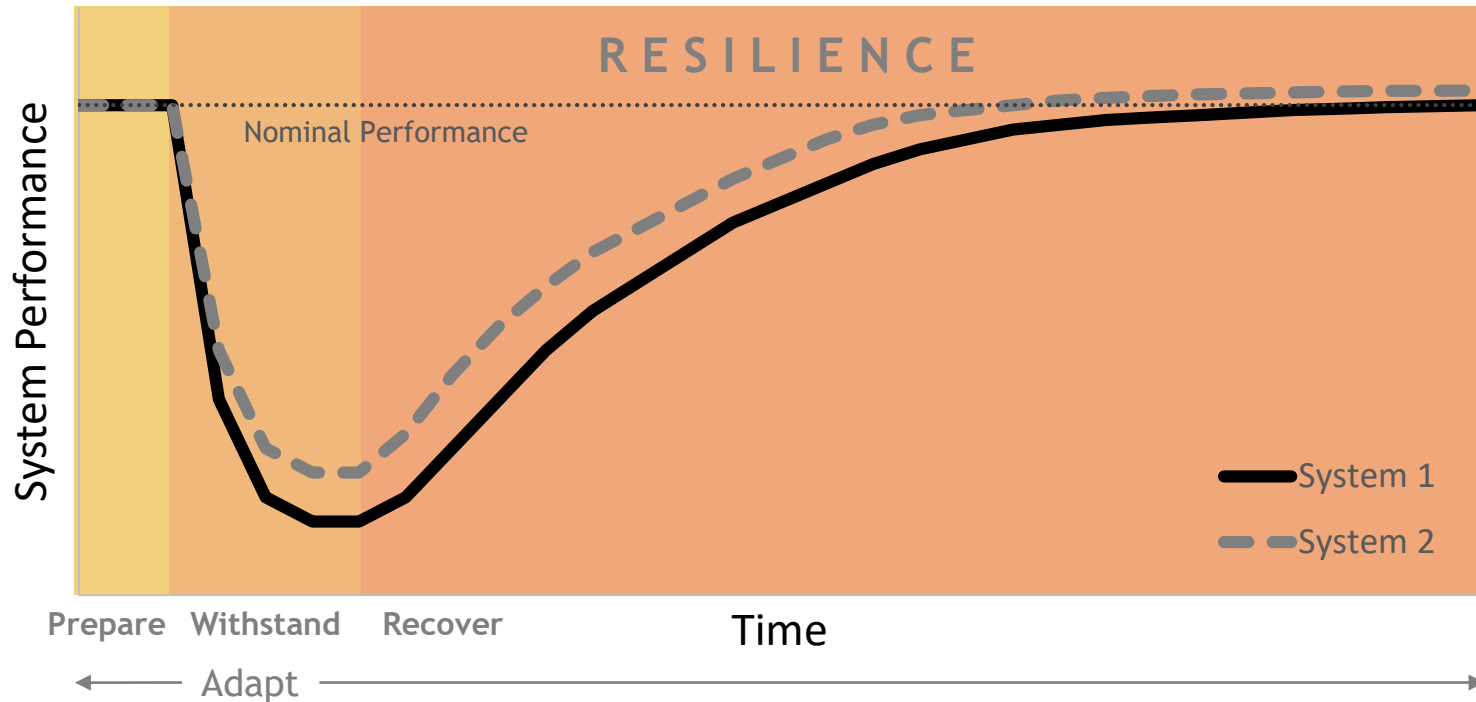 RESILIENCE
Nominal Performance
System Performance
System 1
System 2
Prepare Withstand Recover
Time
Adapt